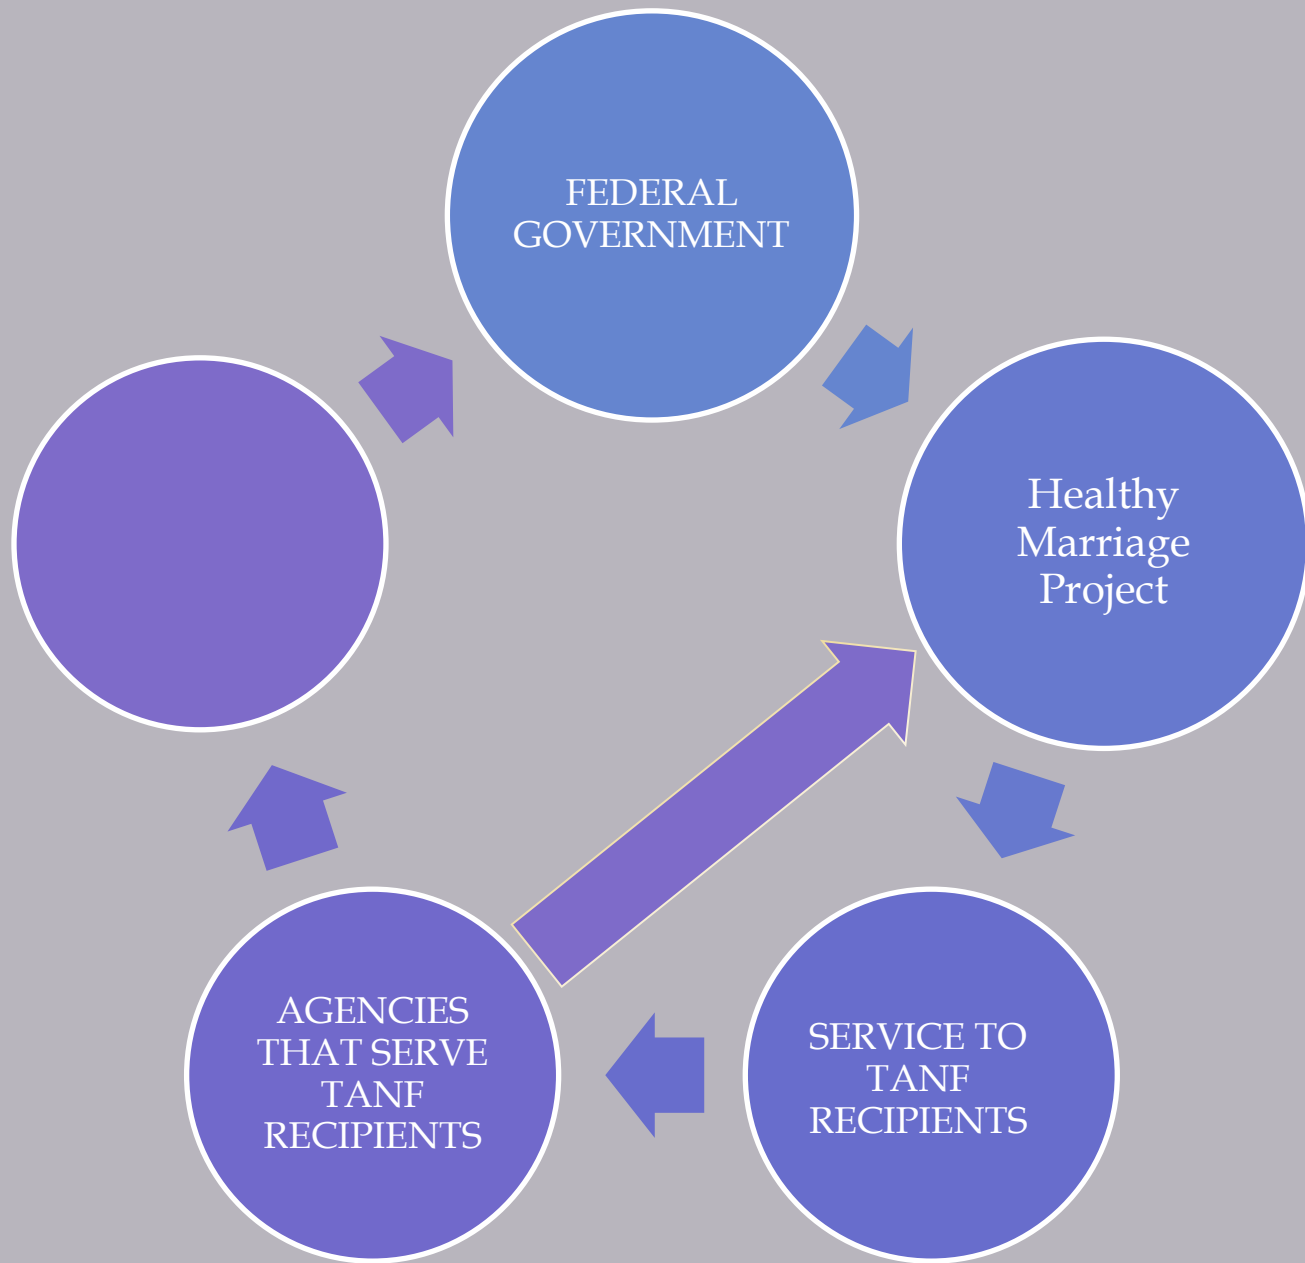 FEDERAL
GOVERNMENT
Healthy
Marriage
Project
SERVICE TO
TANF
RECIPIENTS
AGENCIES
THAT SERVE
TANF
RECIPIENTS